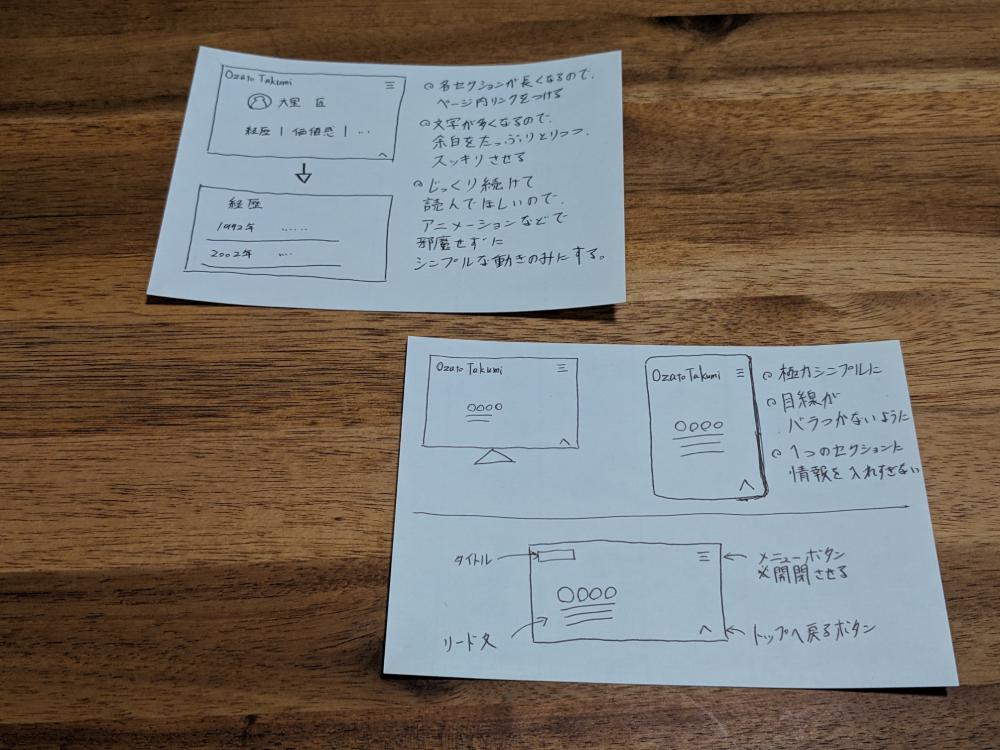 Ozato Takumi
大里 匠
経歴 | 価値感 | …
経歴
1992年 ……
2002年 …
各セクションが長くなるので、
ページ内リンクをつける
文字が多くなるので、
余白をたっぷりとりつつ、
スッキリさせる
じっくり続けて
読んでほしいので、
アニメーションなどで
邪魔せずに
シンプルな動きのみにする。
Ozato Takumi
○○○○
Ozato Takumi
○○○○
極力シンプルに
目線が
バラつかないように
1つのセクションに
情報を入れすぎない
タイトル
○○○○
リード文
メニューボタン
※開閉させる
トップへ戻るボタン